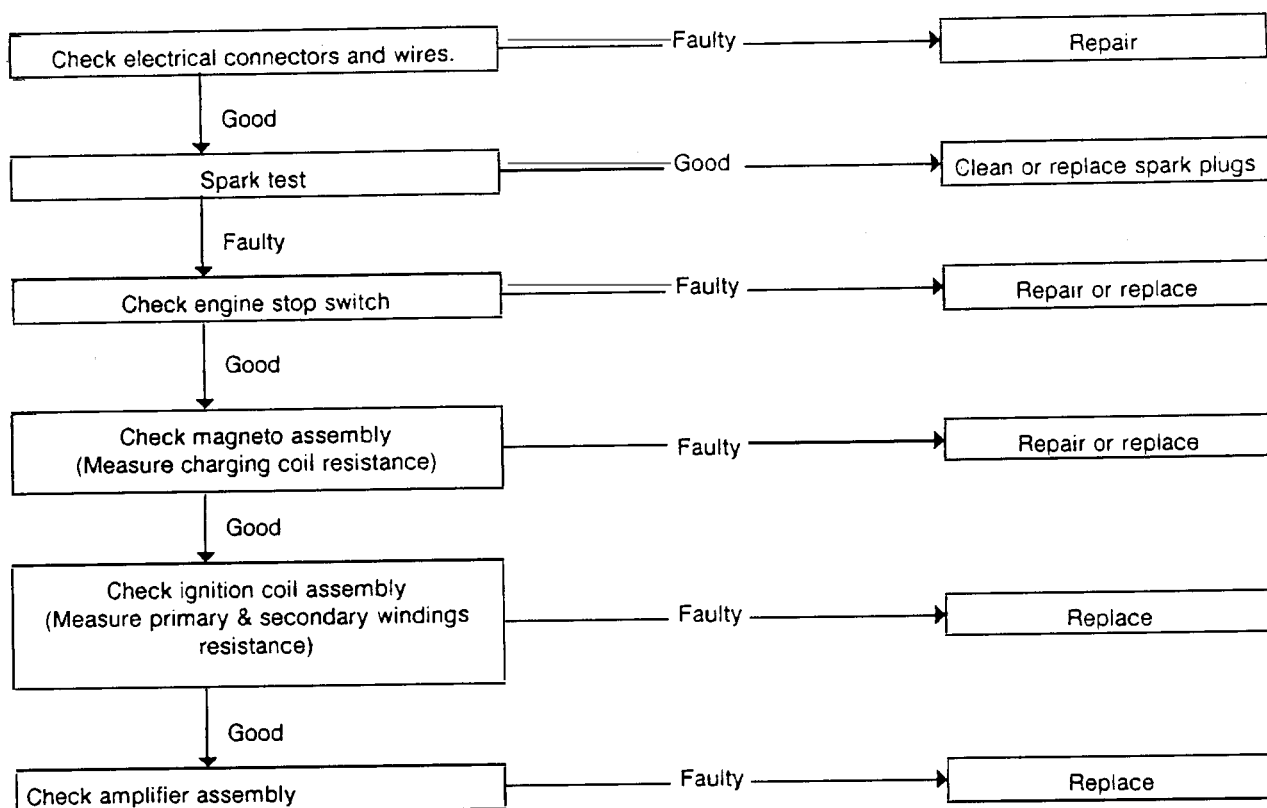 Check electrical connectors and wires.
Faulty
Repair
Good
Spark test
Good
Clean or replace spark plugs
Faulty
Check engine stop switch
Faulty
Repair or replace
Good
Check magneto assembly
(Measure charging coil resistance)
Faulty
Repair or replace
Good
Check ignition coil assembly
(Measure primary & secondary windings
resistance)
Faulty
Replace
Good
Check amplifier assembly
Faulty
Replace